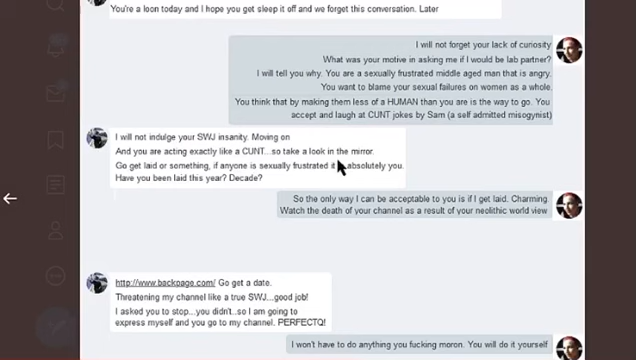 You're a loon today and I hope you get sleep it off and we forget this conversation. Later
I will not forget your lack of curiosity
What was your motive in asking me if I would be lab partner?
I will tell you why. You are a sexually frustrated middle aged man that is angry.
You want to blame your sexual failures on women as a whole.
You think that by making them less of a HUMAN than you are is the way to go. You
accept and laugh at CUNT jokes by Sam (a self admitted misogynist)
I will not indulge your SWJ insanity. Moving on
And you are acting exactly like a CUNT...so take a look in the mirror.
Go get laid or something, if anyone is sexually frustrated it absolutely you.
Have you been laid this year? Decade?
So the only way I can be acceptable to you is if I get laid. Charming
Watch the death of your channel as a result of your neolithic world view
http://www.backpage.com/ Go get a date.
Threatening my channel like a true SWJ...good job!
I asked you to stop...you didn't...so I am going to
express myself and you go to my channel. PERFECTQ!
I won't have to do anything you fucking moron. You will do it yourself